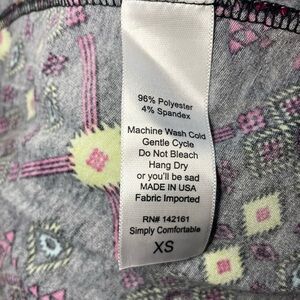 96% Polyester
4% Spandex
Machine Wash Cold
Gentle Cycle
Do Not Bleach
Hang Dry
or you'll be sad
MADE IN USA
Fabric Imported
RN# 142161
Simply Comfortable
XS